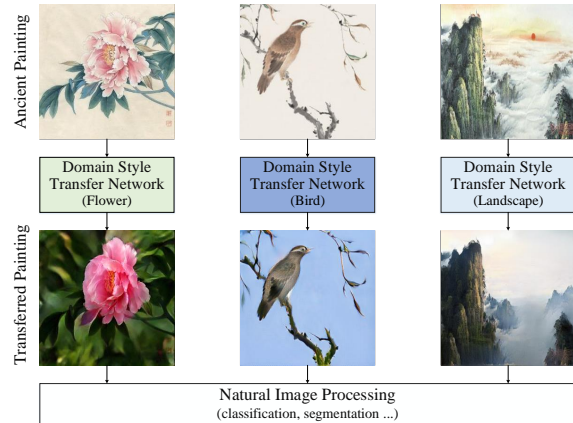 Ancient Painting
Domain Style
Transfer Network
(Flower)
Domain Style
Transfer Network
(Bird)
Domain Style
Transfer Network
(Landscape)
Transferred Painting
Natural Image Processing
(classification, segmentation ...)